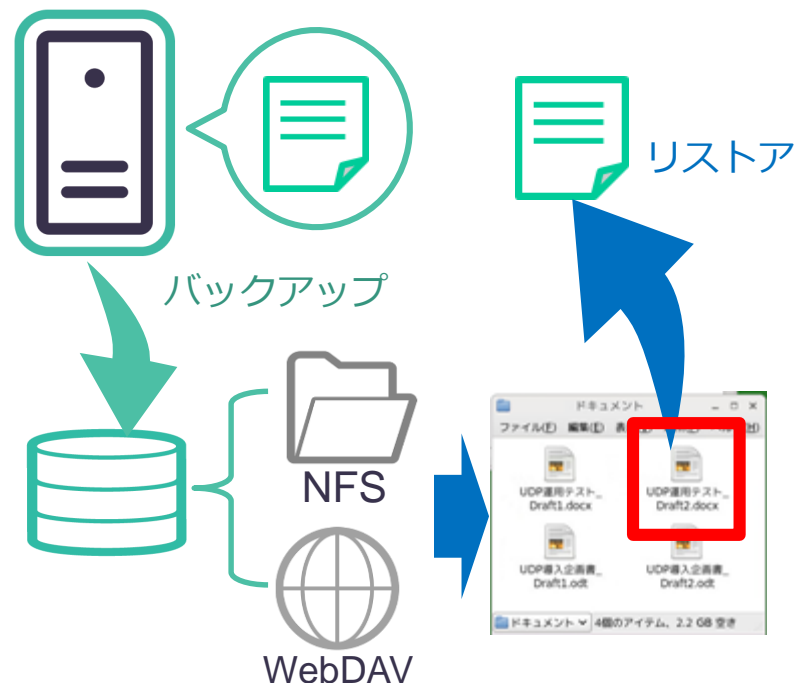 リストア
バックアップ
NFS
WebDAV
ドキュメント
ファイル(F) 編集(E) 表
(H)
UDP運用テスト_
Draft1.docx
UDP運用テスト_
Draft2.docx
UDP導入企画書_
Draft1.odt
UDP導入企画書_
Draft2.odt
ドキュメント 4個のアイテム、2.2 GB 空き